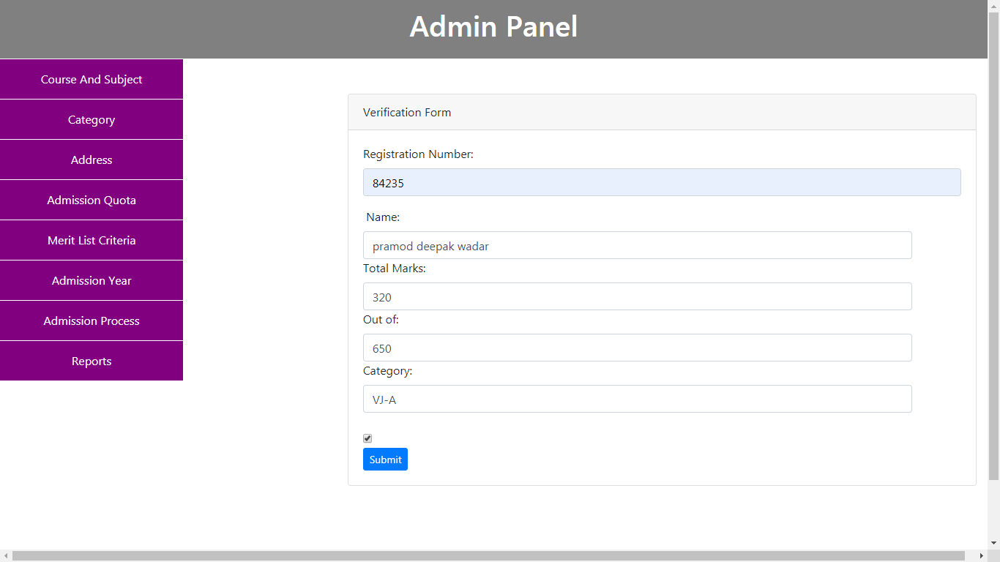 Admin Panel
Course And Subject
Category
Address
Admission Quota
Merit List Criteria
Admission Year
Admission Process
Reports
Verification Form
Registration Number:
84235
Name:
pramod deepak wadar
Total Marks:
320
Out of:
650
Category:
VJ-A
Submit